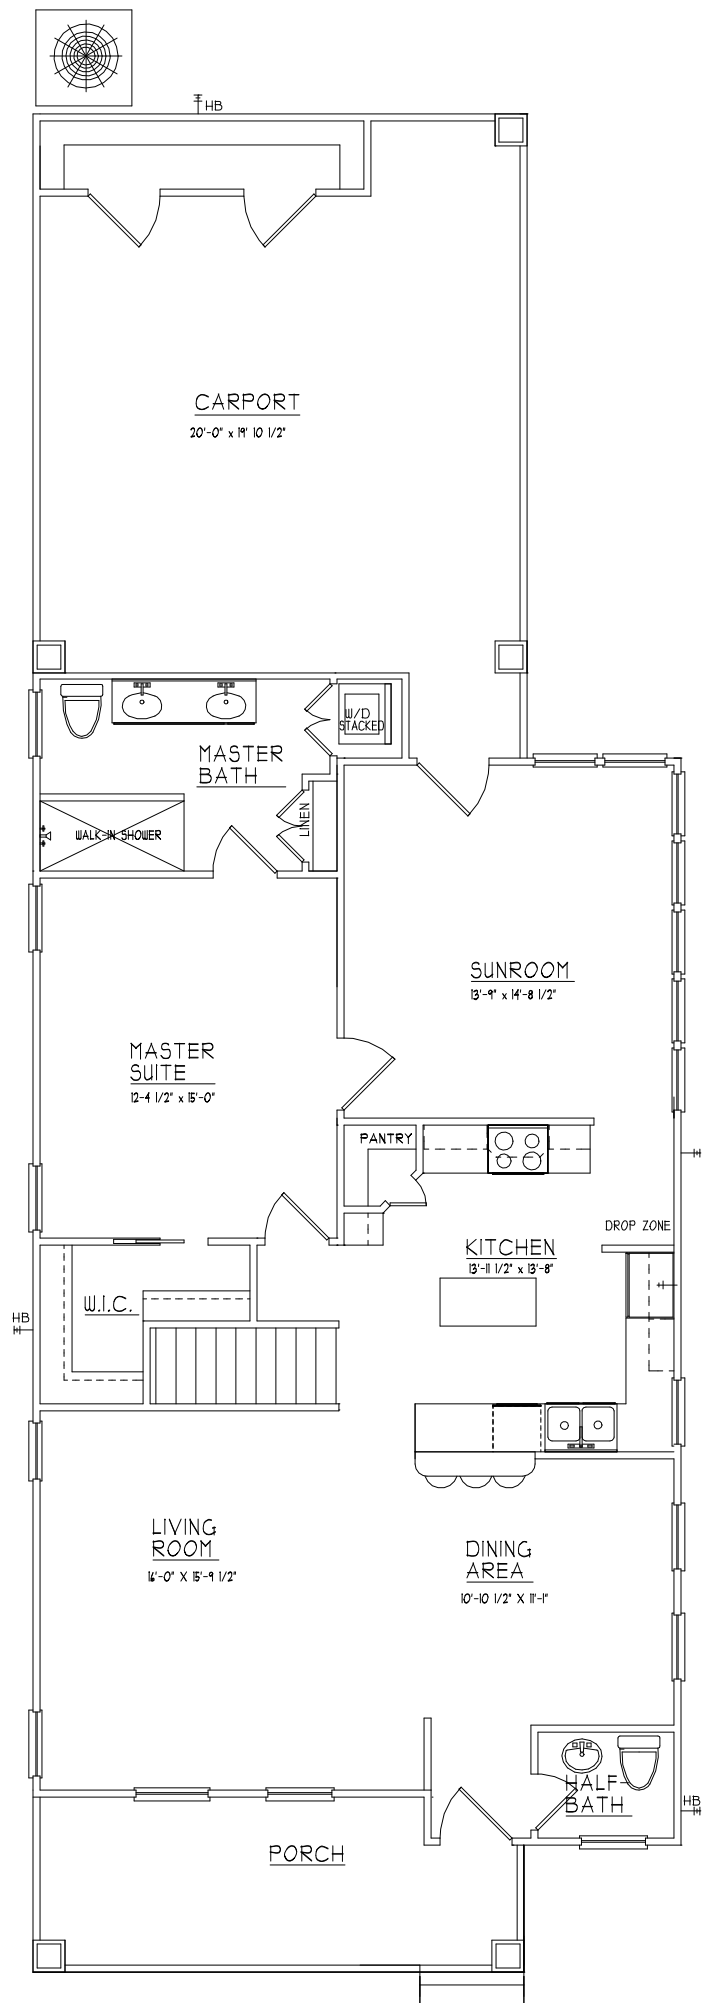 HB
CARPORT
20'-0" x 19' 10 1/2"
W/D
STACKED
MASTER
BATH
LINEN
WALK-IN SHOWER
SUNROOM
13'-9" x 14'-8 1/2"
MASTER
SUITE
12-4 1/2" x 15'-0"
PANTRY
DROP ZONE
KITCHEN
13'-11 1/2" x 13'-8"
W.I.C.
HB
LIVING
ROOM
16'-0" X 15'-9 1/2"
DINING
AREA
10'-10 1/2" X 11'-1"
HALF-
BATH
HB
PORCH